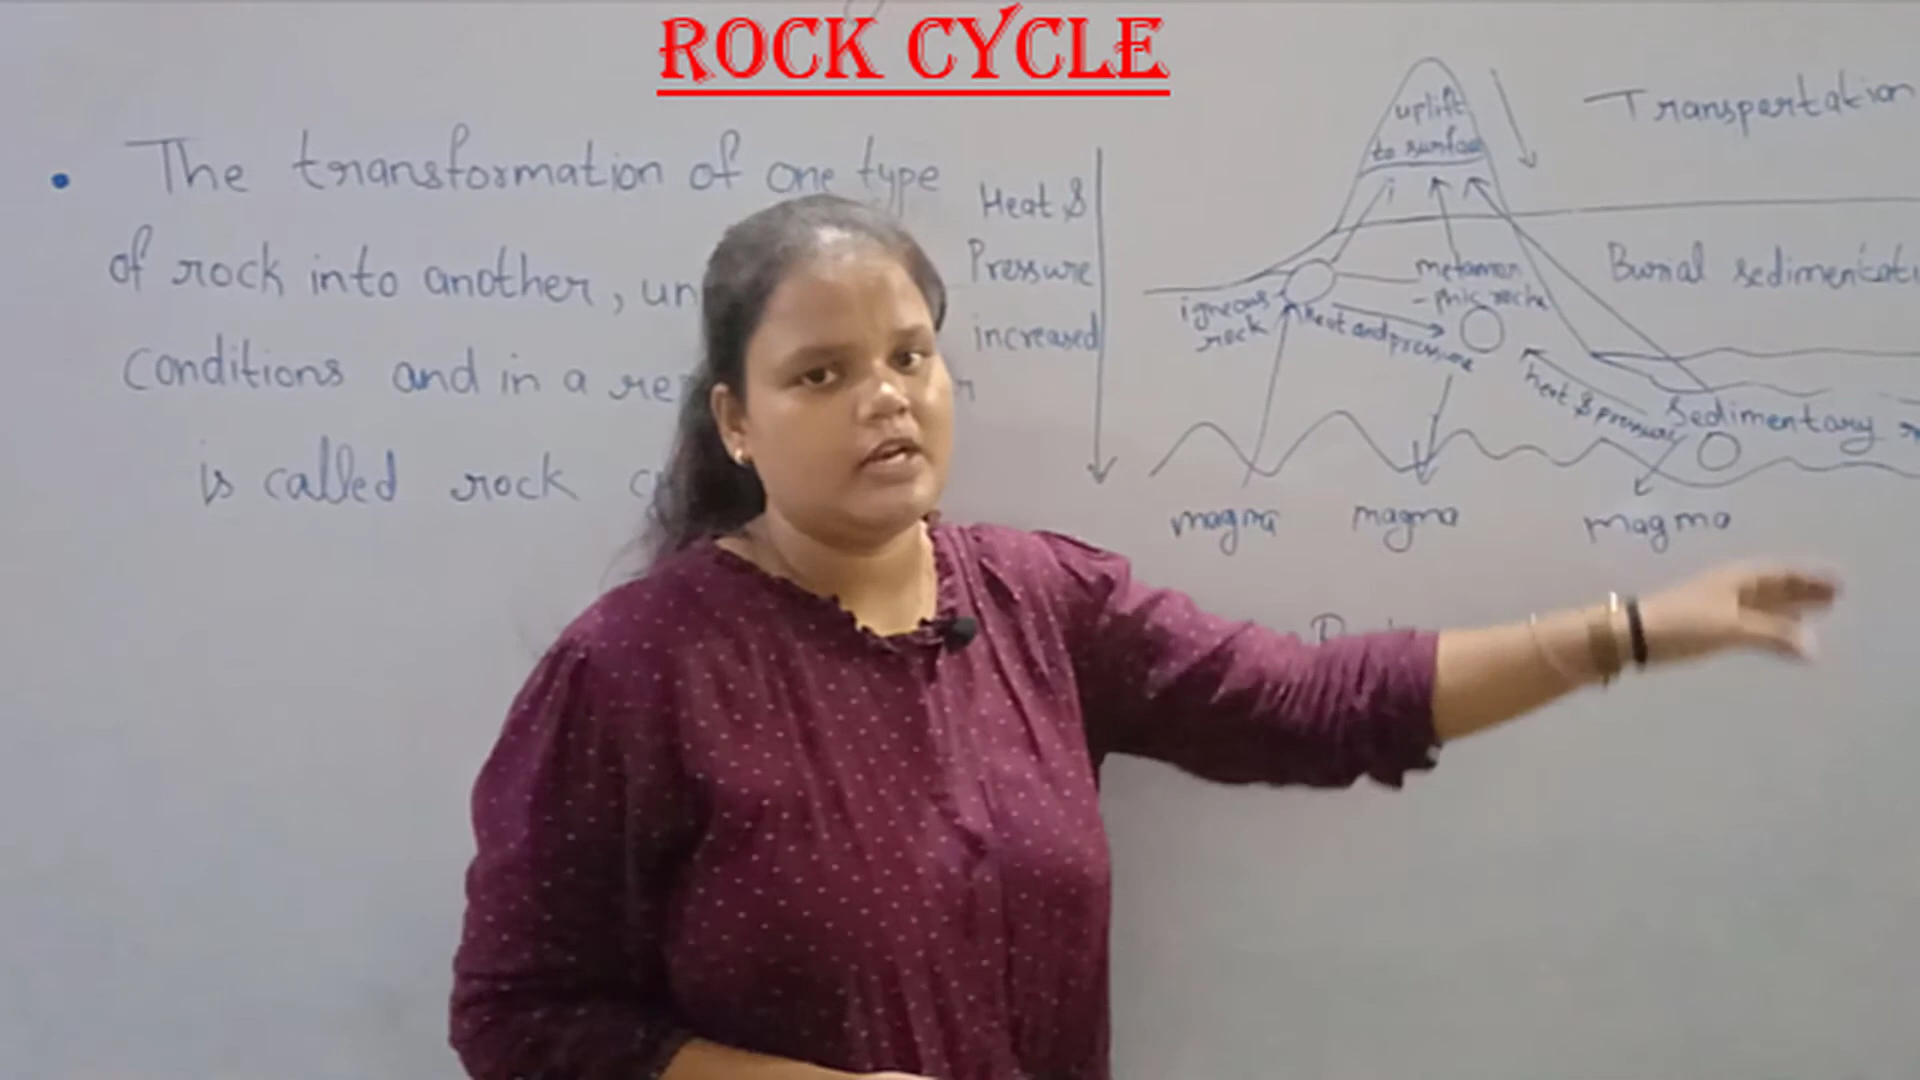 ROCK CYCLE
• The transformation of one type
of rock into another, un
conditions and in a re
is called rock
Heat &
Pressure
increased
uplift
to surface
Transportation
Burial sedimentati
igneous
rock
metamor
-phic rocks
Heat and pressure
heat & pressure
Sedimentary
magma
magma
magma